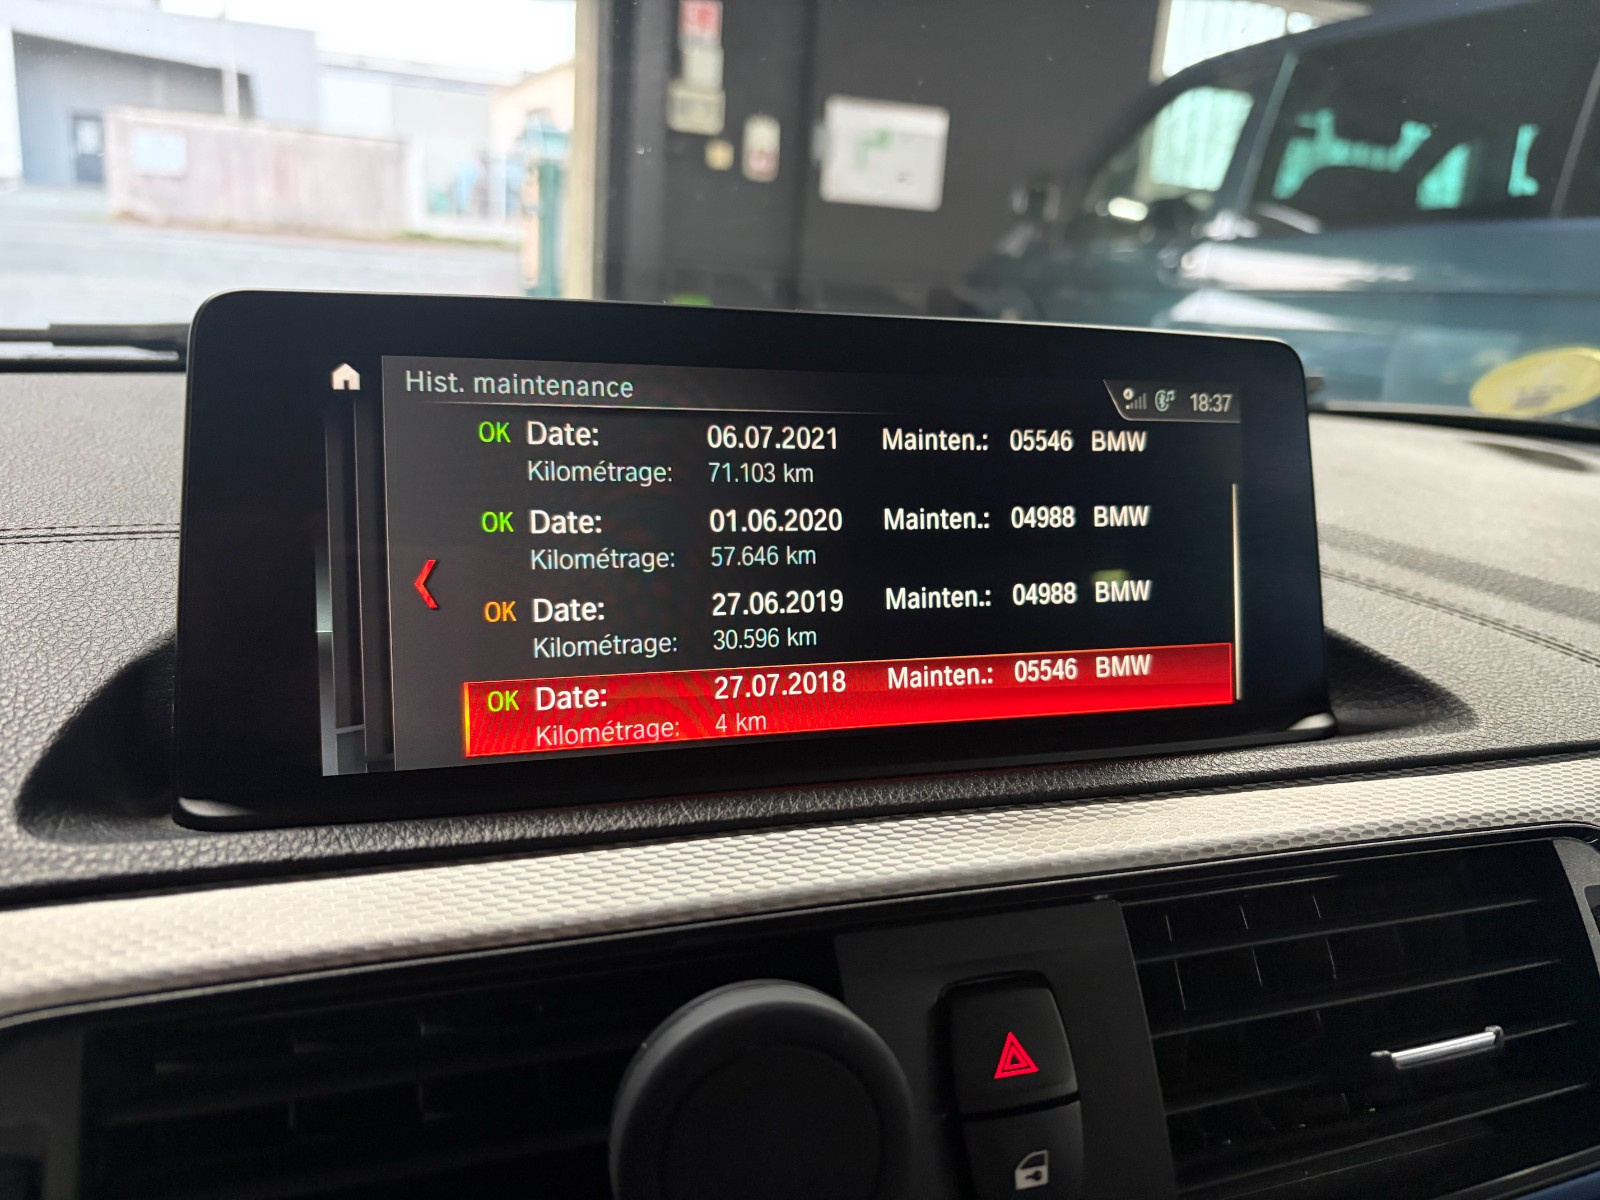 Hist. maintenance
18:37
OK Date: 06.07.2021 Mainten.: 05546 BMW
Kilométrage: 71.103 km
OK Date: 01.06.2020 Mainten.: 04988 BMW
Kilométrage: 57.646 km
OK Date: 27.06.2019 Mainten.: 04988 BMW
Kilométrage: 30.596 km
OK Date: 27.07.2018 Mainten.: 05546 BMW
Kilométrage: 4 km